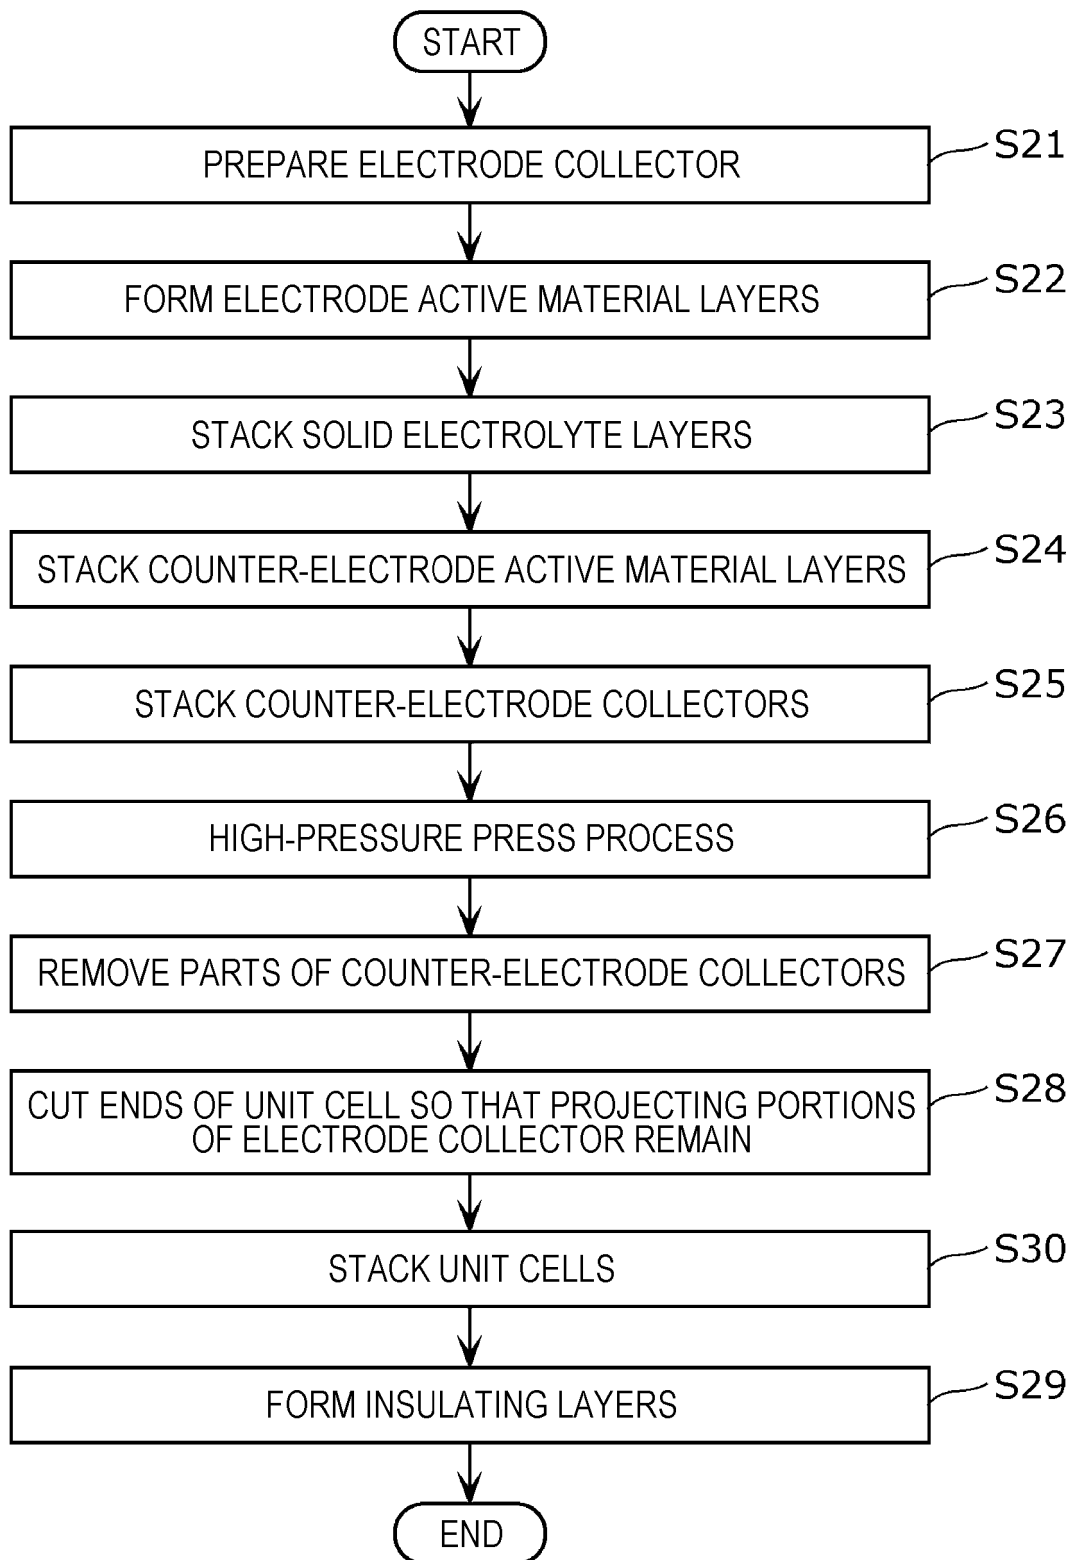 START
PREPARE ELECTRODE COLLECTOR
S21
FORM ELECTRODE ACTIVE MATERIAL LAYERS
S22
STACK SOLID ELECTROLYTE LAYERS
S23
STACK COUNTER-ELECTRODE ACTIVE MATERIAL LAYERS
S24
STACK COUNTER-ELECTRODE COLLECTORS
S25
HIGH-PRESSURE PRESS PROCESS
S26
REMOVE PARTS OF COUNTER-ELECTRODE COLLECTORS
S27
CUT ENDS OF UNIT CELL SO THAT PROJECTING PORTIONS
OF ELECTRODE COLLECTOR REMAIN
S28
STACK UNIT CELLS
S30
FORM INSULATING LAYERS
S29
END